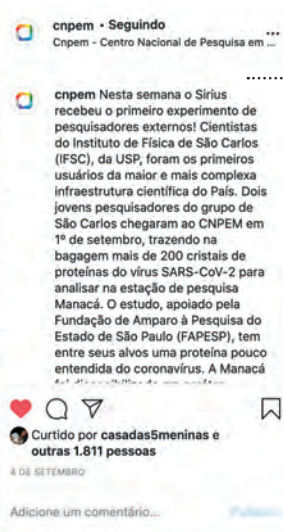 cnpem • Seguindo
Cnpem - Centro Nacional de Pesquisa em ...
cnpem Nesta semana o Sirius
recebeu o primeiro experimento de
pesquisadores externos! Cientistas
do Instituto de Física de São Carlos
(IFSC), da USP, foram os primeiros
usuários da maior e mais complexa
infraestrutura científica do País. Dois
jovens pesquisadores do grupo de
São Carlos chegaram ao CNPEM em
1º de setembro, trazendo na
bagagem mais de 200 cristais de
proteínas do vírus SARS-CoV-2 para
analisar na estação de pesquisa
Manacá. O estudo, apoiado pela
Fundação de Amparo à Pesquisa do
Estado de São Paulo (FAPESP), tem
entre seus alvos uma proteína pouco
entendida do coronavírus. A Manacá
Curtido por casadas5meninas e
outras 1.811 pessoas
4 DE SETEMBRO
Adicione um comentário...